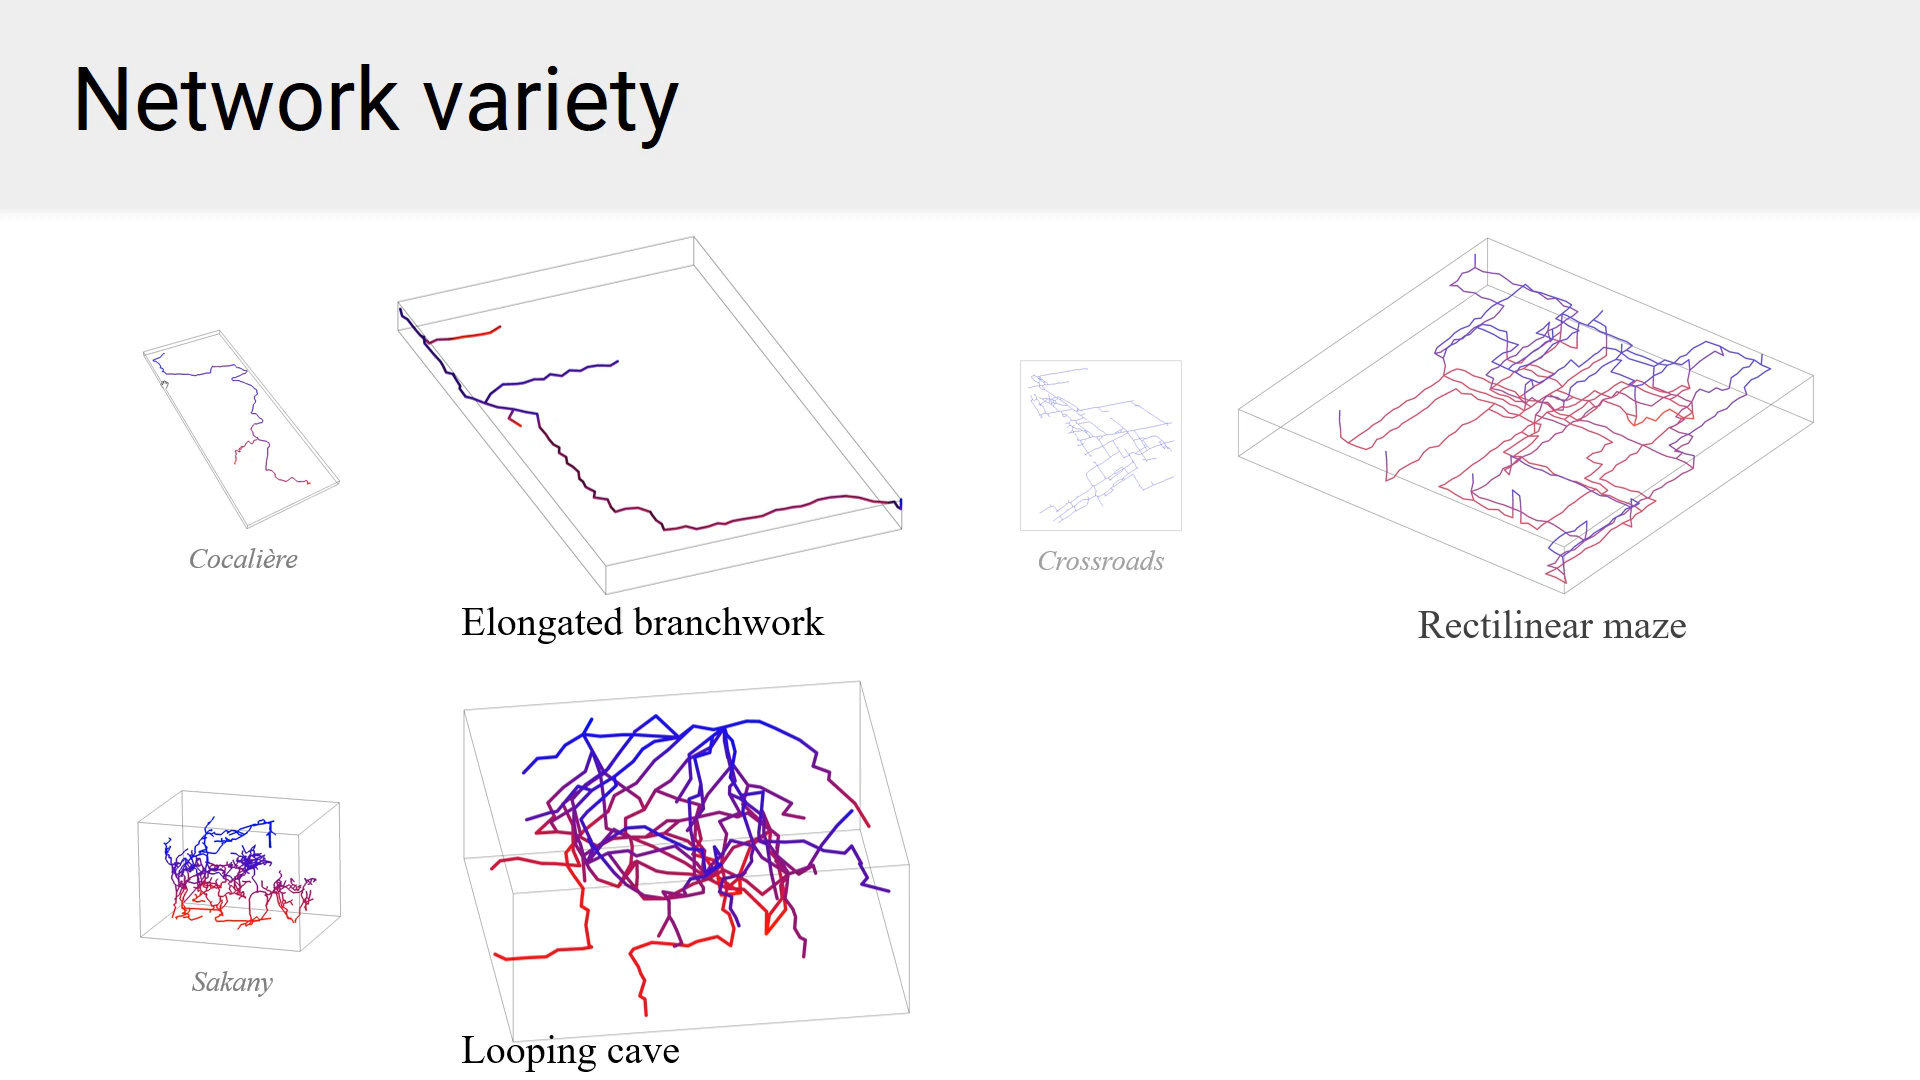 Network variety
Cocalière
Elongated branchwork
Crossroads
Rectilinear maze
Sakany
Looping cave